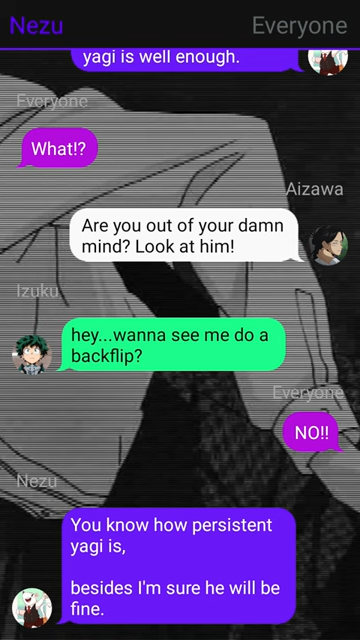 Nezu
Everyone
yagi is well enough.
Everyone
What!?
Aizawa
Are you out of your damn
mind? Look at him!
Izuku
hey...wanna see me do a
backflip?
Everyone
NO!!
Nezu
You know how persistent
yagi is,
besides I'm sure he will be
fine.